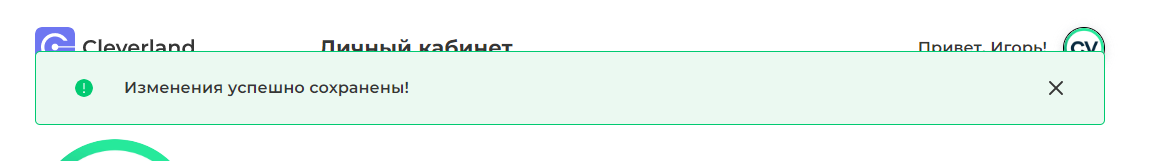 Cleverland
Личный кабинет
Привет, Игорь!
CV
Изменения успешно сохранены!